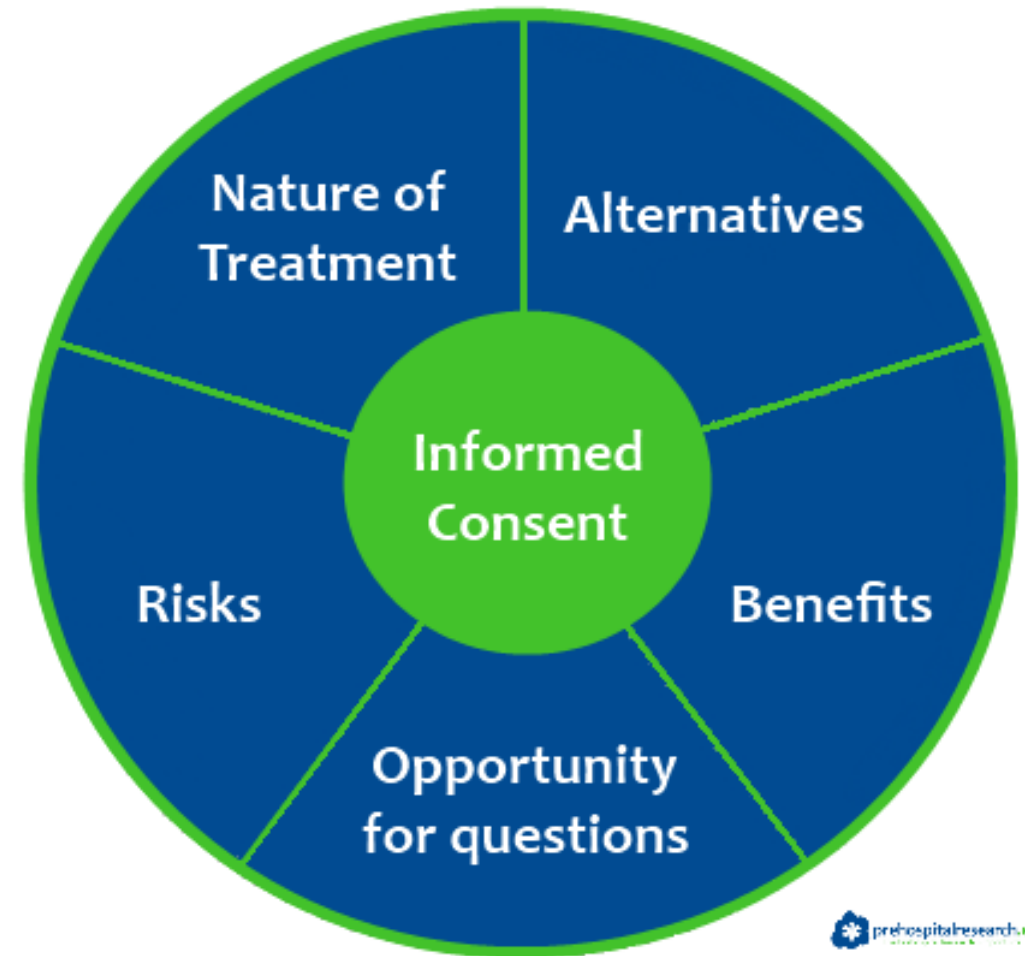 Nature of
Treatment
Alternatives
Informed
Consent
Risks
Benefits
Opportunity
for questions
prehospitalresearch.